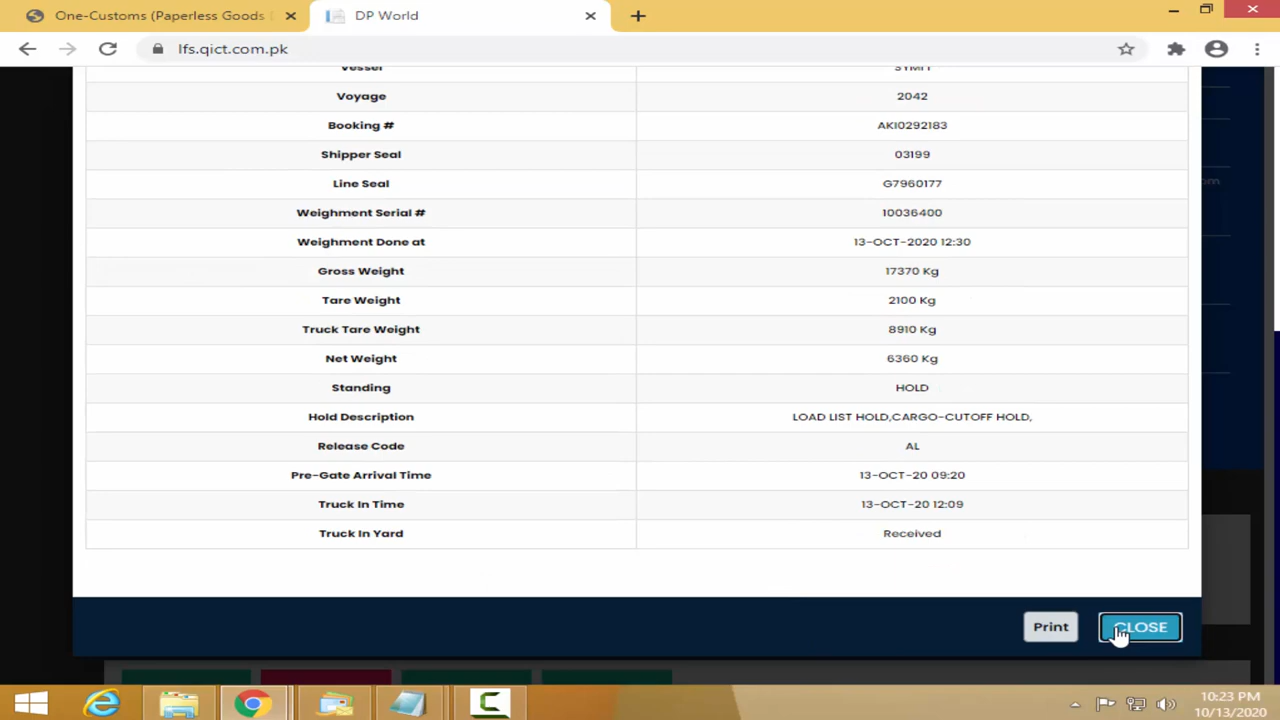 One-Customs (Paperless Goods
DP World
lfs.qict.com.pk
Vessel
Voyage 2042
Booking # AKI0292183
Shipper Seal 03199
Line Seal G7960177
Weighment Serial # 10036400
Weighment Done at 13-OCT-2020 12:30
Gross Weight 17370 Kg
Tare Weight 2100 Kg
Truck Tare Weight 8910 Kg
Net Weight 6360 Kg
Standing HOLD
Hold Description LOAD LIST HOLD,CARGO-CUTOFF HOLD,
Release Code AL
Pre-Gate Arrival Time 13-OCT-20 09:20
Truck In Time 13-OCT-20 12:09
Truck In Yard Received
Print CLOSE
10:23 PM
10/13/2020